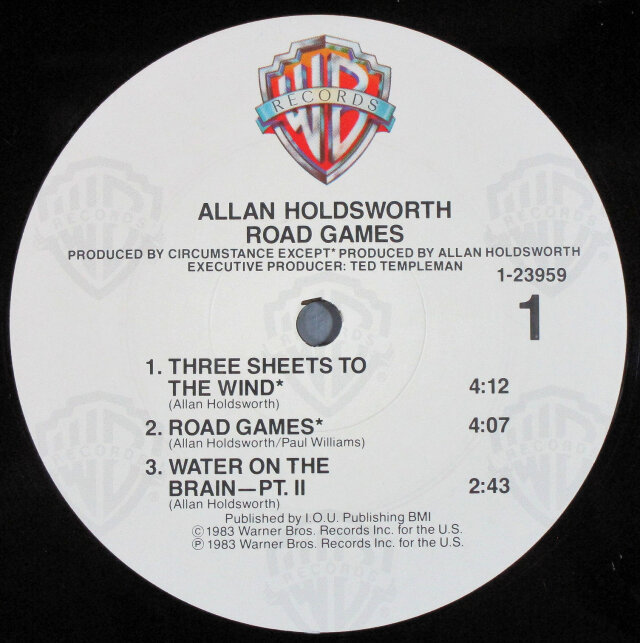 WB
RECORDS
ALLAN HOLDSWORTH
ROAD GAMES
PRODUCED BY CIRCUMSTANCE EXCEPT* PRODUCED BY ALLAN HOLDSWORTH
EXECUTIVE PRODUCER: TED TEMPLEMAN
1-23959
1
1. THREE SHEETS TO
THE WIND* 4:12
(Allan Holdsworth)
2. ROAD GAMES* 4:07
(Allan Holdsworth/Paul Williams)
3. WATER ON THE
BRAIN—PT. II 2:43
(Allan Holdsworth)
Published by I.O.U. Publishing BMI
©1983 Warner Bros. Records Inc. for the U.S.
℗1983 Warner Bros. Records Inc. for the U.S.